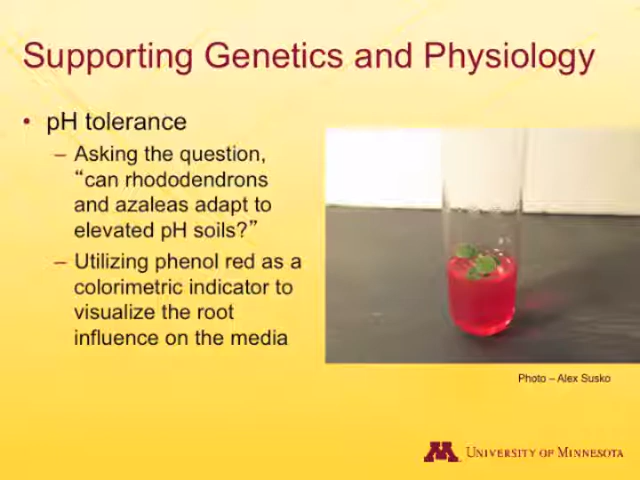 Supporting Genetics and Physiology
• pH tolerance
– Asking the question,
“can rhododendrons
and azaleas adapt to
elevated pH soils?”
– Utilizing phenol red as a
colorimetric indicator to
visualize the root
influence on the media
Photo – Alex Susko
M UNIVERSITY OF MINNESOTA